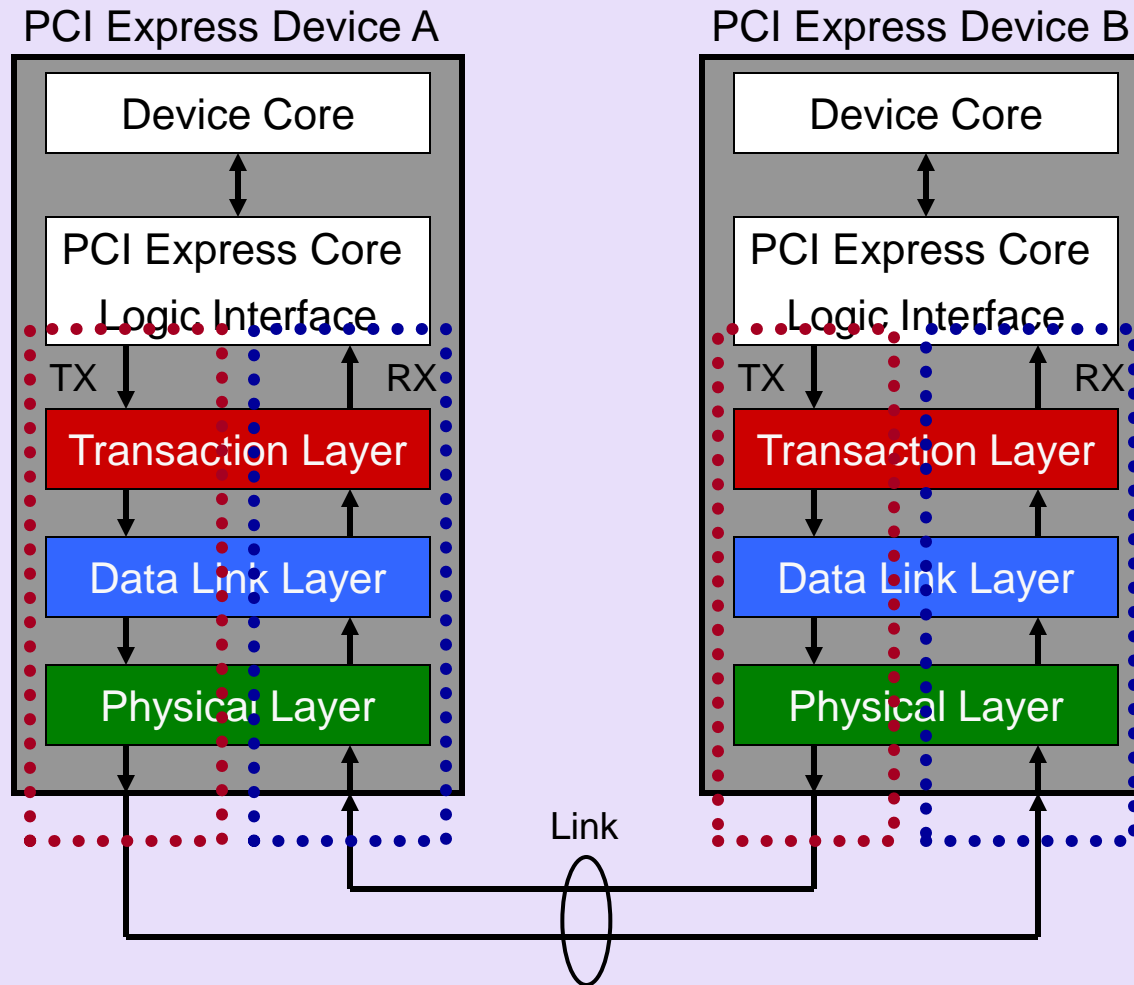 PCI Express Device A
Device Core
PCI Express Core
Logic Interface
TX
RX
Transaction Layer
Data Link Layer
Physical Layer
PCI Express Device B
Device Core
PCI Express Core
Logic Interface
TX
RX
Transaction Layer
Data Link Layer
Physical Layer
Link